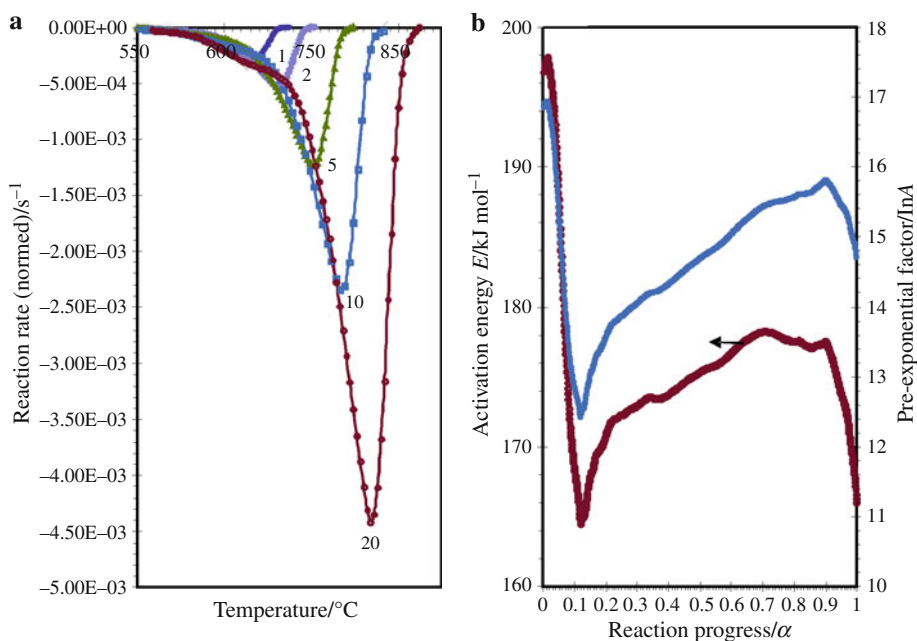 a
0.00E+00
550
600
750
850
1
2
5
10
20
–5.00E–04
–1.00E–03
–1.50E–03
–2.00E–03
–2.50E–03
–3.00E–03
–3.50E–03
–4.00E–03
–4.50E–03
–5.00E–03
Reaction rate (normed)/s⁻¹
Temperature/°C
b
200
190
180
170
160
Activation energy E/kJ mol⁻¹
18
17
16
15
14
13
12
11
10
Pre-exponential factor/lnA
0 0.1 0.2 0.3 0.4 0.5 0.6 0.7 0.8 0.9 1
Reaction progress/α